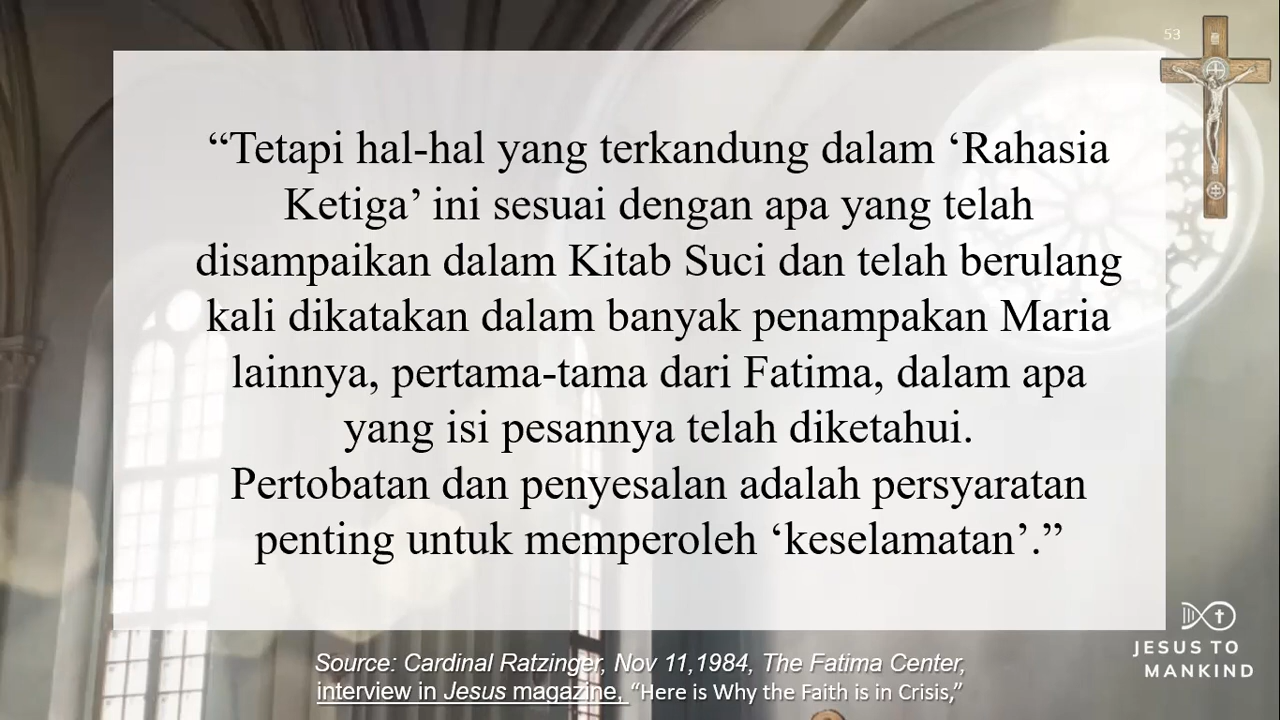 53
“Tetapi hal-hal yang terkandung dalam ‘Rahasia
Ketiga’ ini sesuai dengan apa yang telah
disampaikan dalam Kitab Suci dan telah berulang
kali dikatakan dalam banyak penampakan Maria
lainnya, pertama-tama dari Fatima, dalam apa
yang isi pesannya telah diketahui.
Pertobatan dan penyesalan adalah persyaratan
penting untuk memperoleh ‘keselamatan’.”
JESUS TO
MANKIND
Source: Cardinal Ratzinger, Nov 11,1984, The Fatima Center,
interview in Jesus magazine, “Here is Why the Faith is in Crisis,”